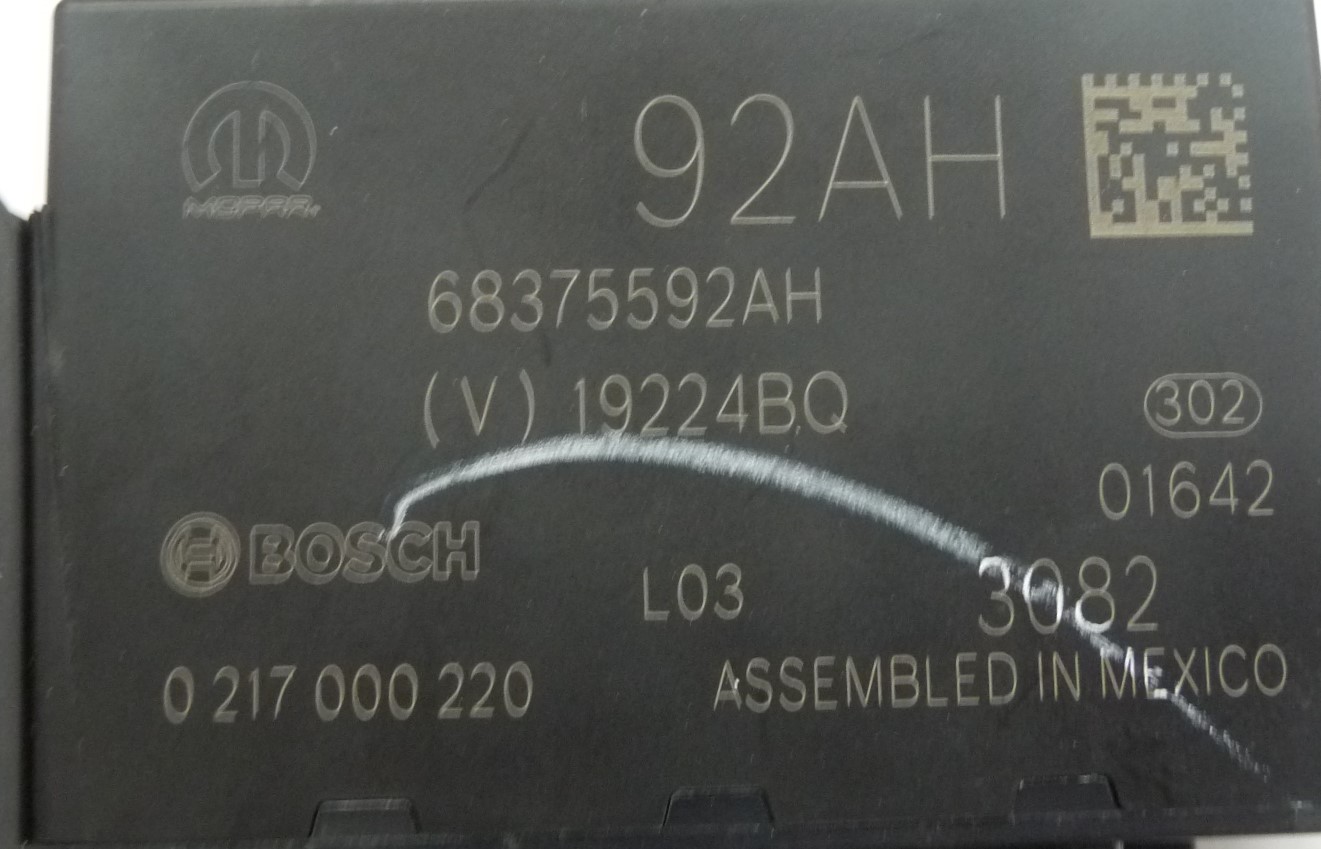 92AH
MOPAR
68375592AH
(V) 19224BQ
302
01642
BOSCH
L03
3082
0 217 000 220
ASSEMBLED IN MEXICO